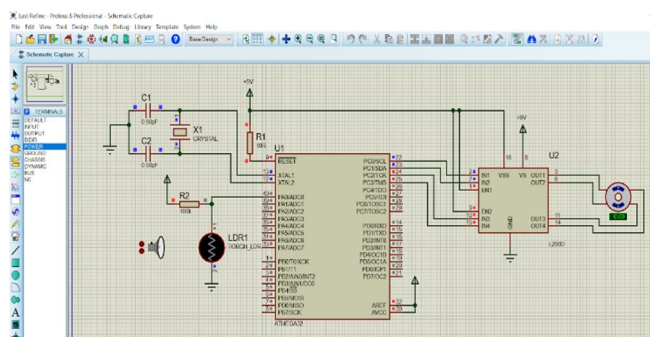 Last Refine - Proteus 8 Professional - Schematic Capture
File Edit View Tool Design Graph Debug Library Template System Help
Base Design
Schematic Capture
TERMINALS
DEFAULT
INPUT
OUTPUT
BIDIR
POWER
GROUND
CHASSIS
DYNAMIC
BUS
NC
C1
X1
CRYSTAL
C2
+5V
R1
10R
U1
RESET
XTAL1
XTAL2
PA0/ADC0
PA1/ADC1
PA2/ADC2
PA3/ADC3
PA4/ADC4
PA5/ADC5
PA6/ADC6
PA7/ADC7
PB0/T0/XCK
PB1/T1
PB2/AIN0/INT2
PB3/AIN1/OC0
PB4/SS
PB5/MOSI
PB6/MISO
PB7/SCK
PC0/SCL
PC1/SDA
PC2/TCK
PC3/TMS
PC4/TDO
PC5/TDI
PC6/TOSC1
PC7/TOSC2
PD0/RXD
PD1/TXD
PD2/INT0
PD3/INT1
PD4/OC1B
PD5/OC1A
PD6/ICP1
PD7/OC2
AREF
AVCC
ATMEGA32
R2
100k
LDR1
TORCH_LDR
U2
IN1
IN2
EN1
EN2
IN3
IN4
VSS
VS
OUT1
OUT2
OUT3
OUT4
GND
L293D